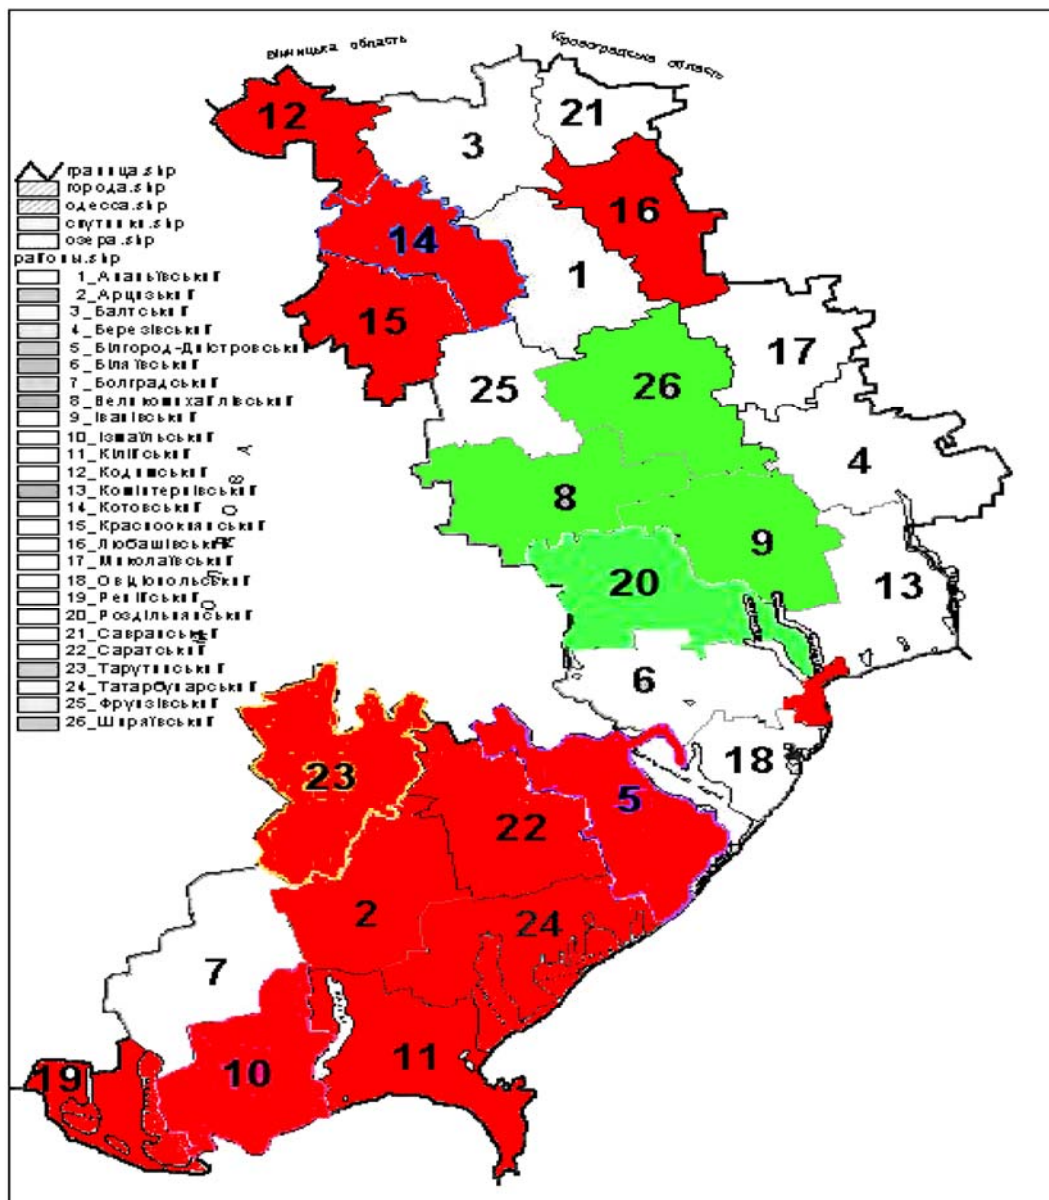 Вінницька область
Кіровоградська область
граница.shp
города.shp
одесса.shp
спутники.shp
озера.shp
районы.shp
1_Ананьївський
2_Арцизький
3_Балтський
4_Березівський
5_Білгород-Дністровський
6_Біляївський
7_Болградський
8_Великомихайлівський
9_Іванівський
10_Ізмаїльський
11_Кілійський
12_Кодимський
13_Комінтернівський
14_Котовський
15_Красноокнянський
16_Любашівський
17_Миколаївський
18_Овідіопольський
19_Ренійський
20_Роздільнянський
21_Савранський
22_Саратський
23_Тарутинський
24_Татарбунарський
25_Фрунзівський
26_Ширяївський
12
3
21
16
14
1
15
17
25
26
4
8
9
20
13
6
18
23
5
22
2
24
7
11
10
19